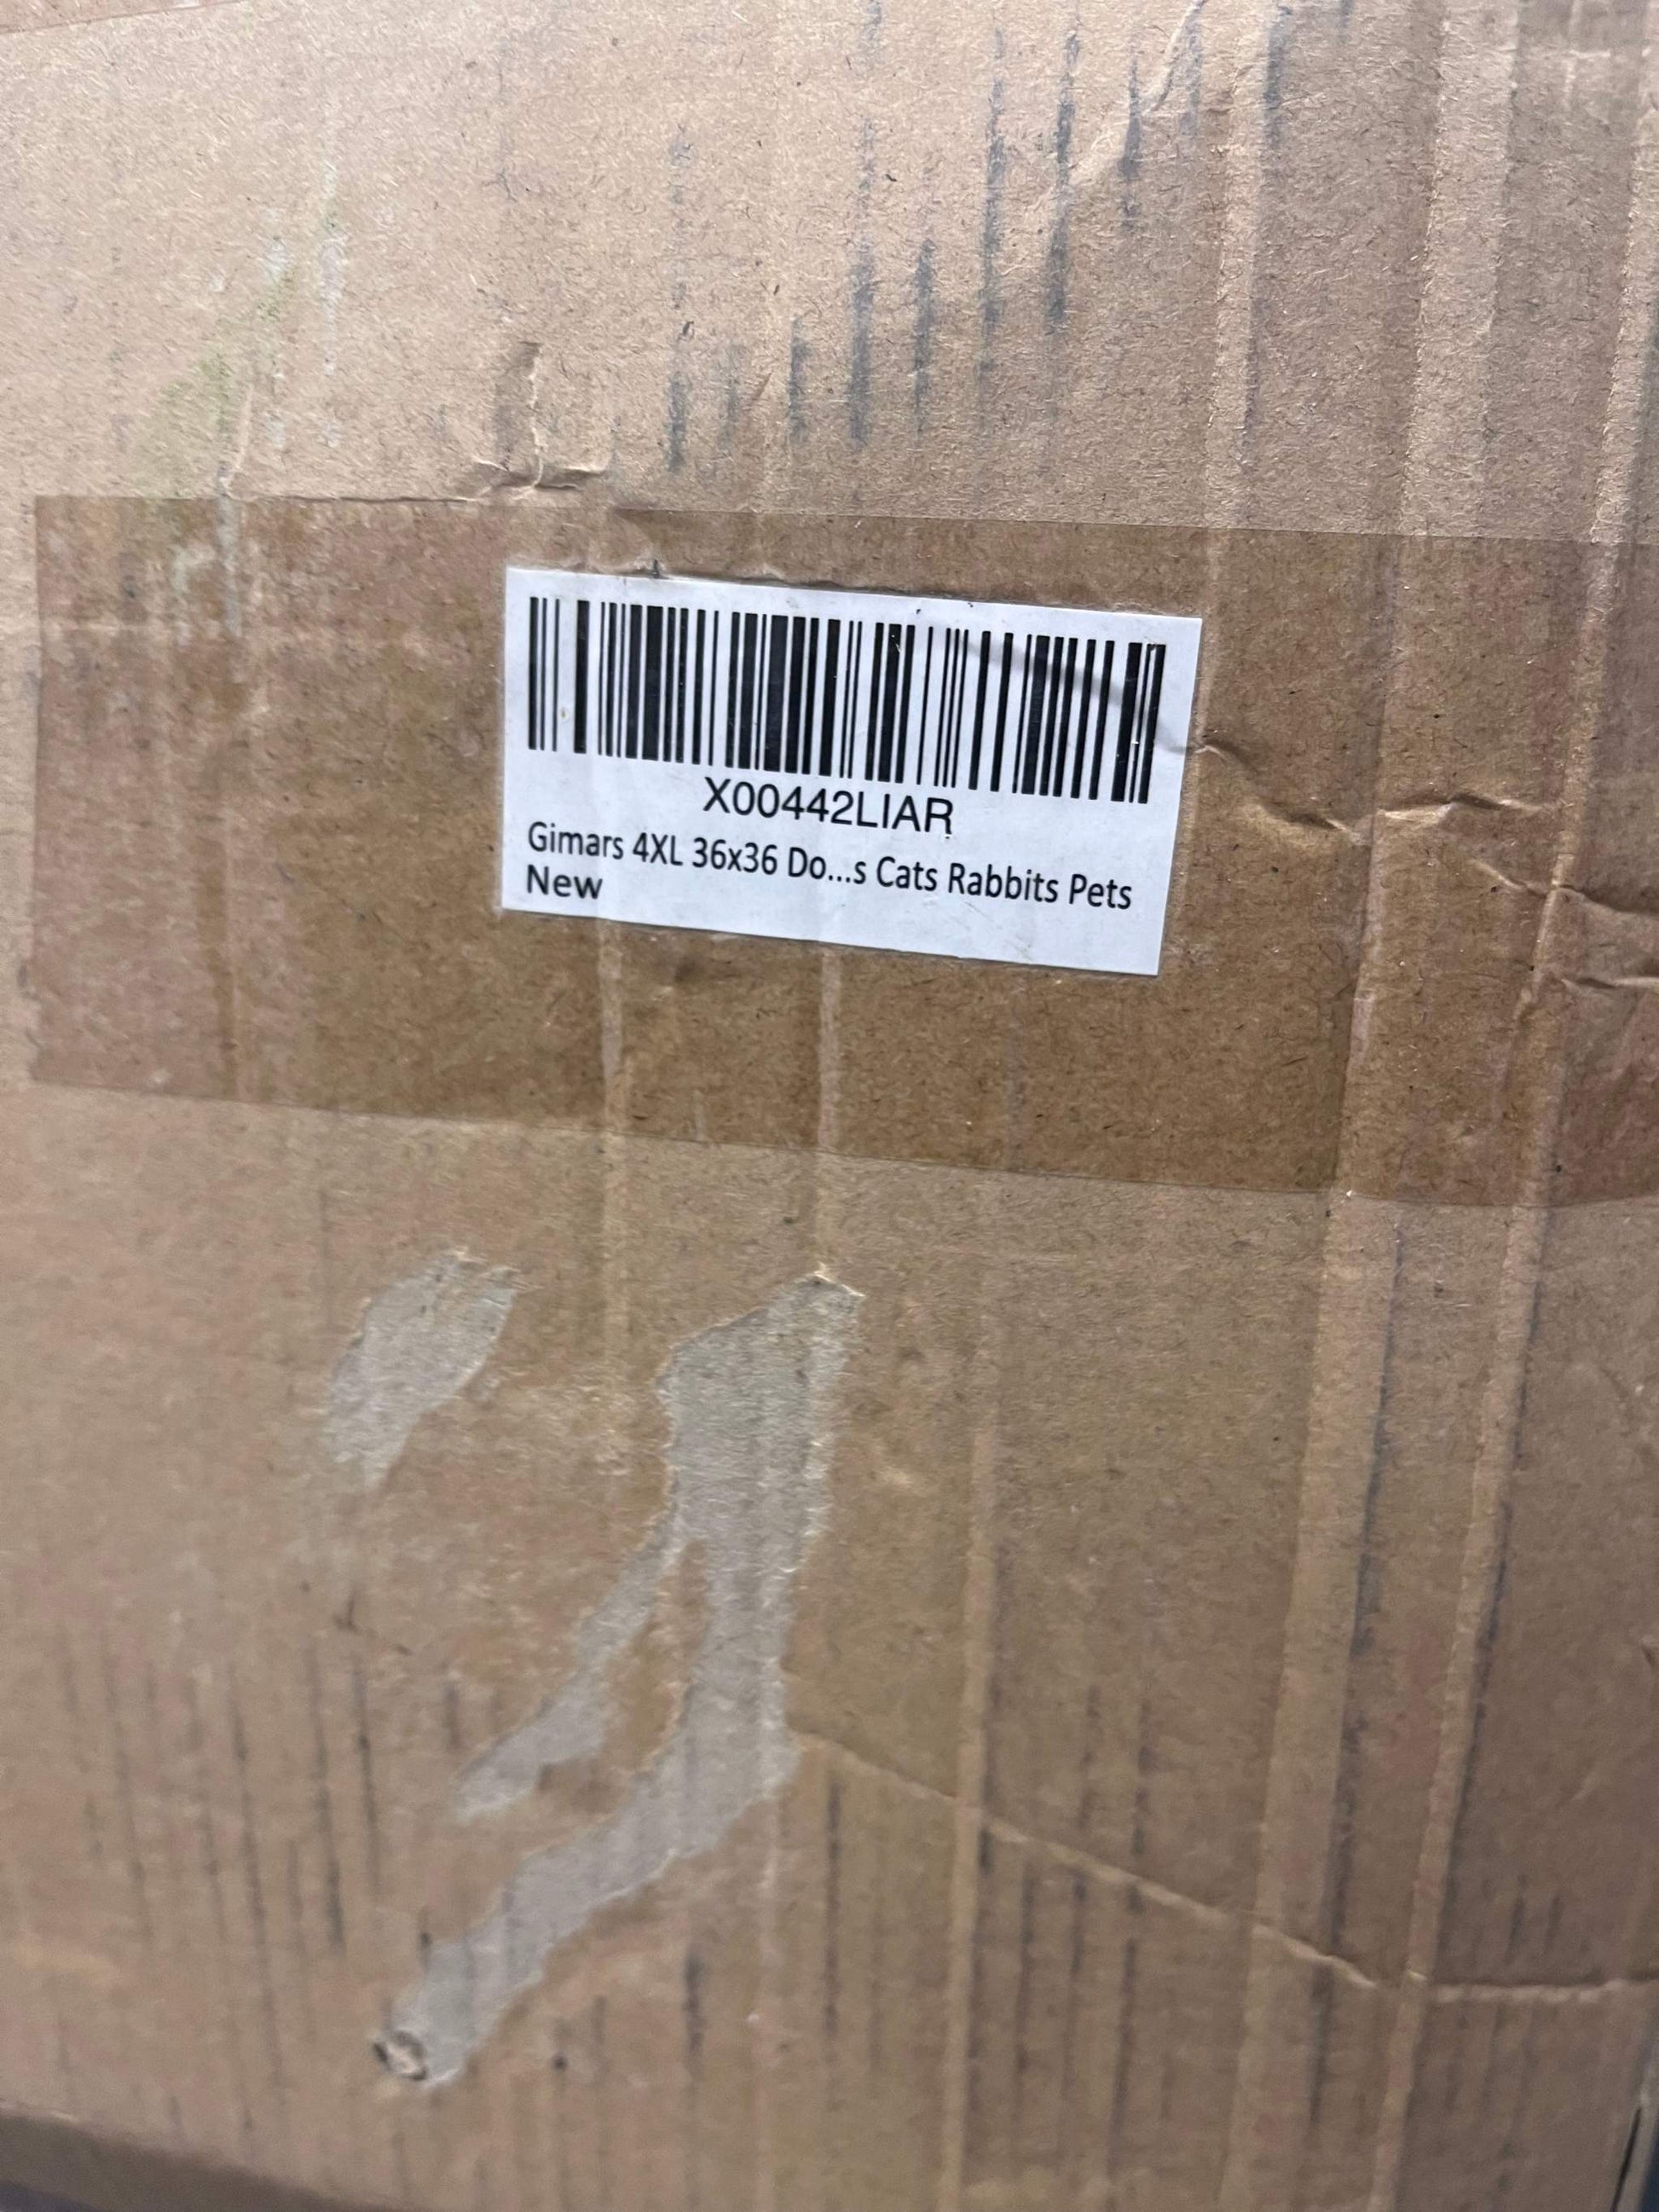 X00442LIAR
Gimars 4XL 36x36 Do...s Cats Rabbits Pets
New